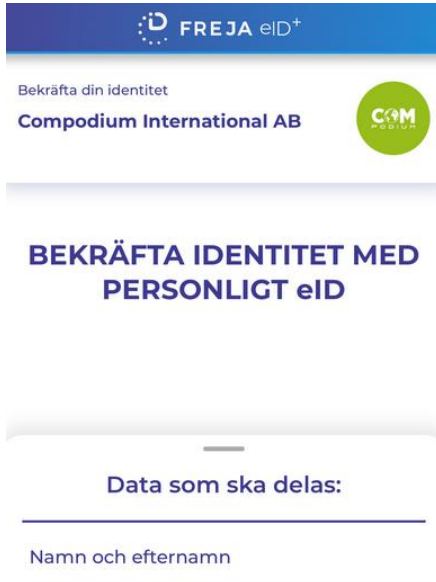 FREJA eID+
Bekräfta din identitet
Compodium International AB
COM
PODIUM
BEKRÄFTA IDENTITET MED
PERSONLIGT eID
Data som ska delas:
Namn och efternamn